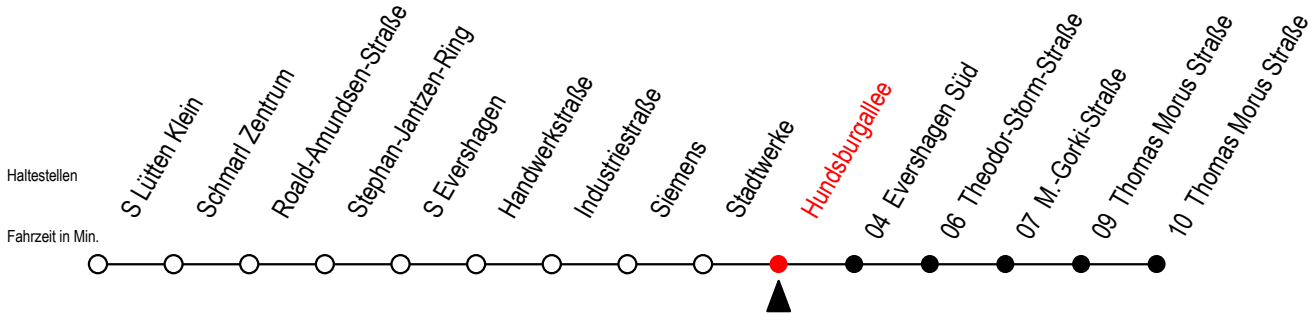 Haltestellen
Fahrzeit in Min.
S Lütten Klein
Schmarl Zentrum
Roald-Amundsen-Straße
Stephan-Jantzen-Ring
S Evershagen
Handwerkstraße
Industriestraße
Siemens
Stadtwerke
Hundsburgallee
04 Evershagen Süd
06 Theodor-Storm-Straße
07 M.-Gorki-Straße
09 Thomas Morus Straße
10 Thomas Morus Straße